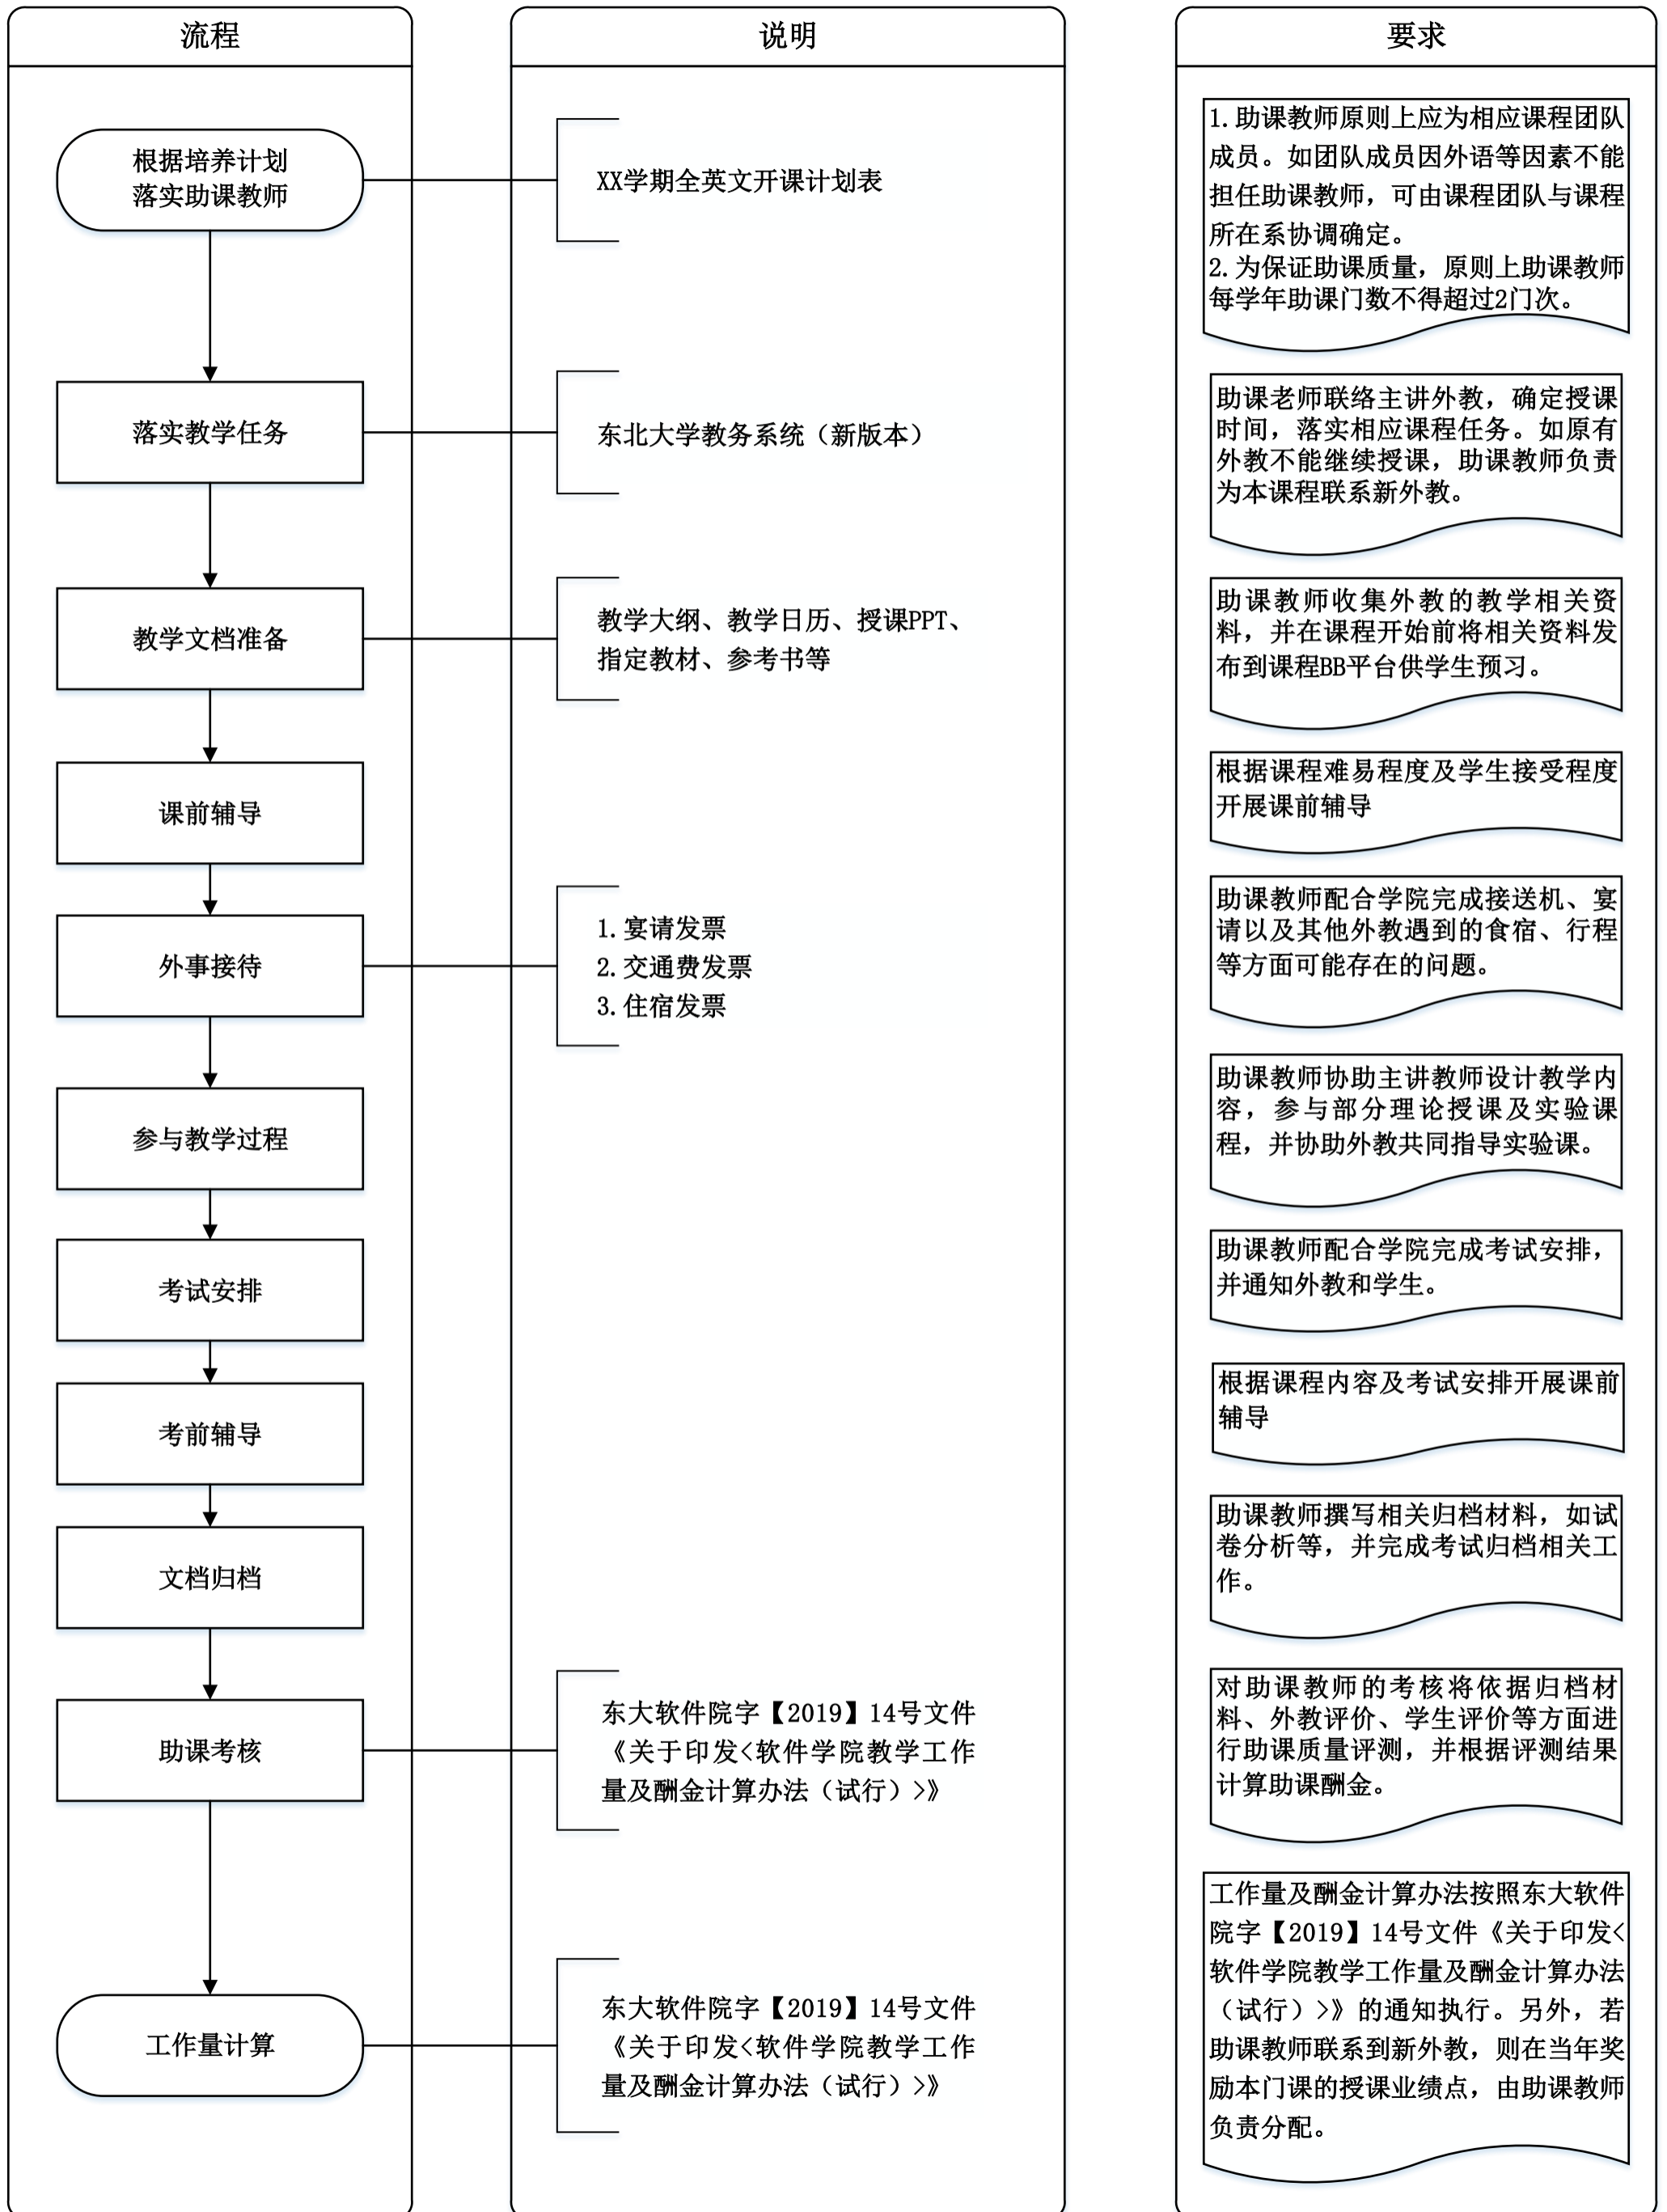 流程
说明
要求
根据培养计划
落实助课教师
XX学期全英文开课计划表
1.助课教师原则上应为相应课程团队
成员。如团队成员因外语等因素不能
担任助课教师，可由课程团队与课程
所在系协调确定。
2.为保证助课质量，原则上助课教师
每学年助课门数不得超过2门次。
落实教学任务
东北大学教务系统（新版本）
助课老师联络主讲外教，确定授课
时间，落实相应课程任务。如原有
外教不能继续授课，助课教师负责
为本课程联系新外教。
教学文档准备
教学大纲、教学日历、授课PPT、
指定教材、参考书等
助课教师收集外教的教学相关资
料，并在课程开始前将相关资料发
布到课程BB平台供学生预习。
课前辅导
根据课程难易程度及学生接受程度
开展课前辅导
外事接待
1.宴请发票
2.交通费发票
3.住宿发票
助课教师配合学院完成接送机、宴
请以及其他外教遇到的食宿、行程
等方面可能存在的问题。
参与教学过程
助课教师协助主讲教师设计教学内
容，参与部分理论授课及实验课
程，并协助外教共同指导实验课。
考试安排
助课教师配合学院完成考试安排，
并通知外教和学生。
考前辅导
根据课程内容及考试安排开展课前
辅导
文档归档
助课教师撰写相关归档材料，如试
卷分析等，并完成考试归档相关工
作。
助课考核
东大软件院字【2019】14号文件
《关于印发<软件学院教学工作
量及酬金计算办法（试行）>》
对助课教师的考核将依据归档材
料、外教评价、学生评价等方面进
行助课质量评测，并根据评测结果
计算助课酬金。
工作量计算
东大软件院字【2019】14号文件
《关于印发<软件学院教学工作
量及酬金计算办法（试行）>》
工作量及酬金计算办法按照东大软件
院字【2019】14号文件《关于印发<
软件学院教学工作量及酬金计算办法
（试行）>》的通知执行。另外，若
助课教师联系到新外教，则在当年奖
励本门课的授课业绩点，由助课教师
负责分配。